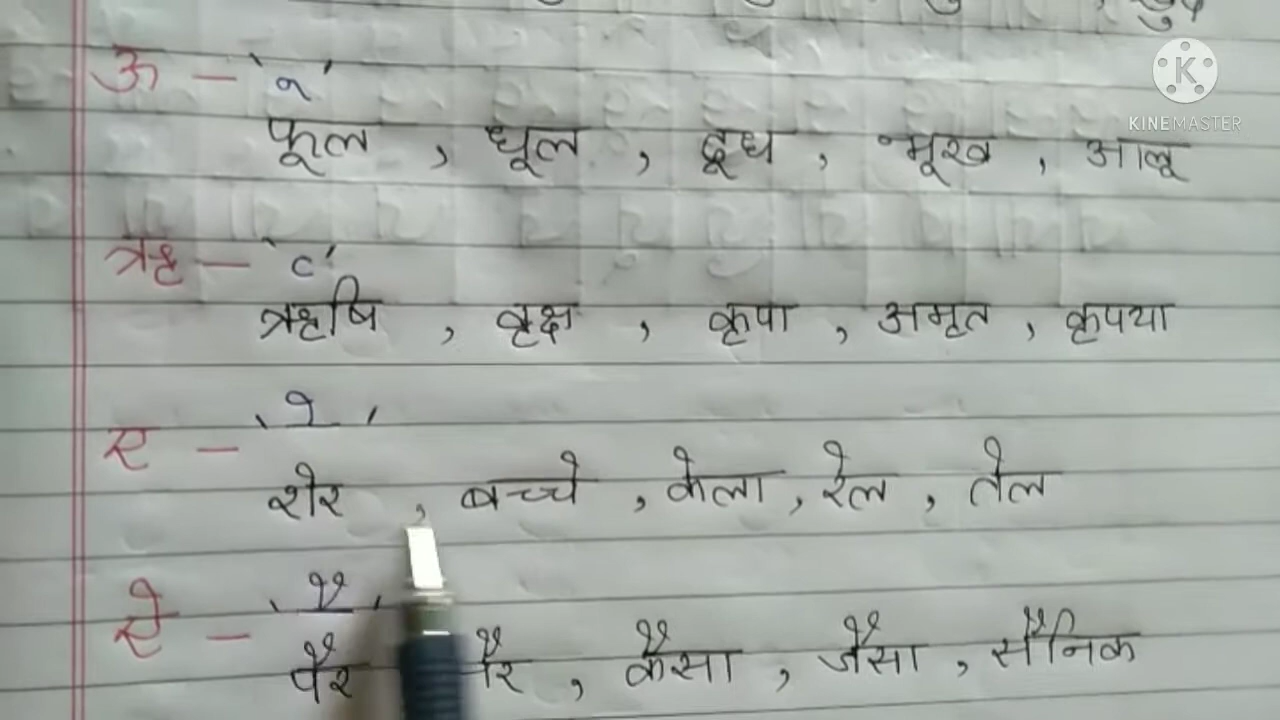 K
KINEMASTER
ऊ - ' ू '
फूल , धूल , दूध , भूख , आलू
ऋ - ' ृ '
ऋषि , वृक्ष , कृपा , अमृत , कृपया
ए - ' े '
शेर , बच्चे , केला , रेल , तेल
ऐ - ' ै '
पैर , कैसा , जैसा , सैनिक